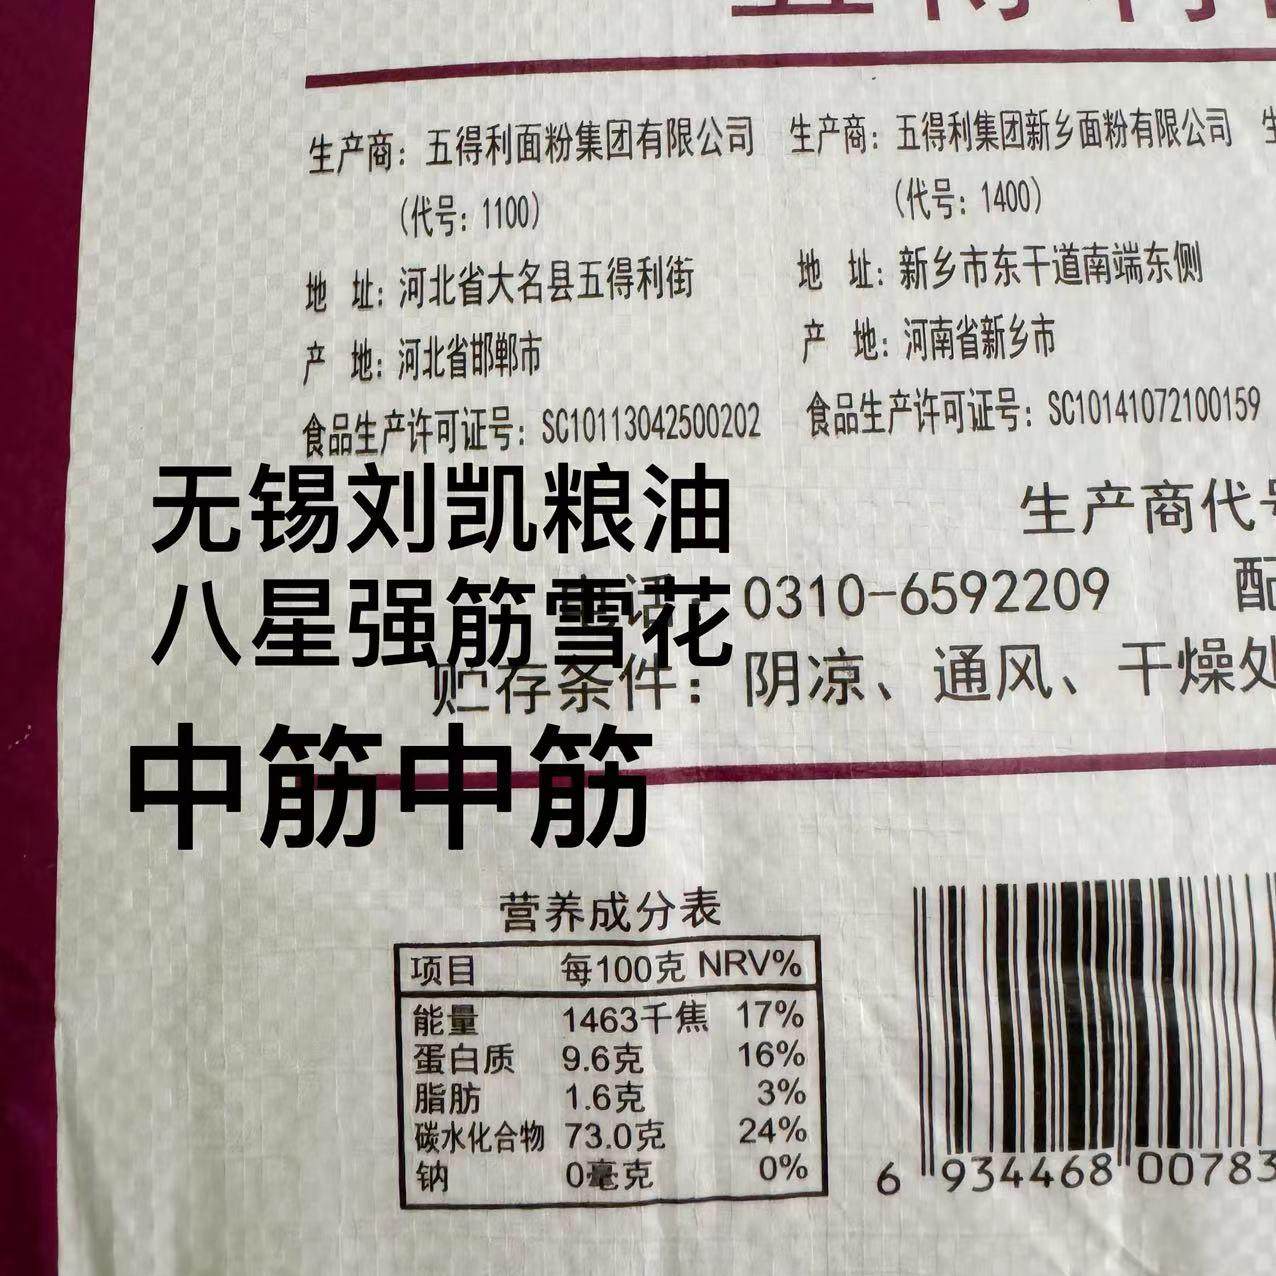 生产商：五得利面粉集团有限公司
（代号：1100）
地 址：河北省大名县五得利街
产 地：河北省邯郸市
食品生产许可证号：SC10113042500202
生产商：五得利集团新乡面粉有限公司
（代号：1400）
地 址：新乡市东干道南端东侧
产 地：河南省新乡市
食品生产许可证号：SC10141072100159
生产商代
无锡刘凯粮油
八星强筋雪花
中筋中筋
话：0310-6592209 配
贮存条件：阴凉、通风、干燥处
营养成分表
项目 每100克 NRV%
能量 1463千焦 17%
蛋白质 9.6克 16%
脂肪 1.6克 3%
碳水化合物 73.0克 24%
钠 0毫克 0%
6 934468 00783